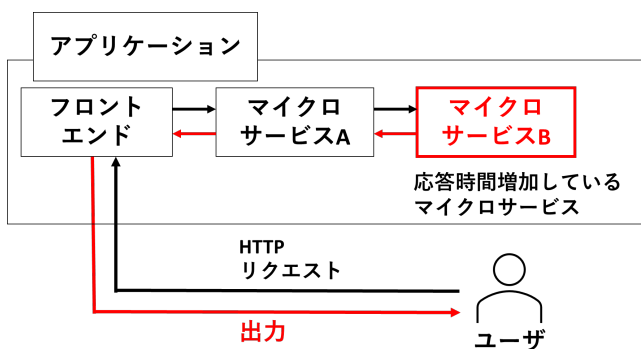 アプリケーション
フロント
エンド
マイクロ
サービスA
マイクロ
サービスB
応答時間増加している
マイクロサービス
HTTP
リクエスト
出力
ユーザ